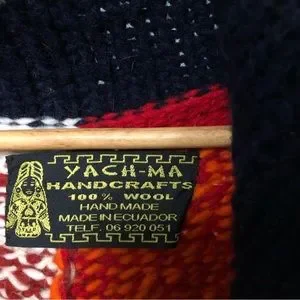 YACH-MA
HANDCRAFTS
100 % WOOL
HAND MADE
MADE IN ECUADOR
TELF. 06 920 051